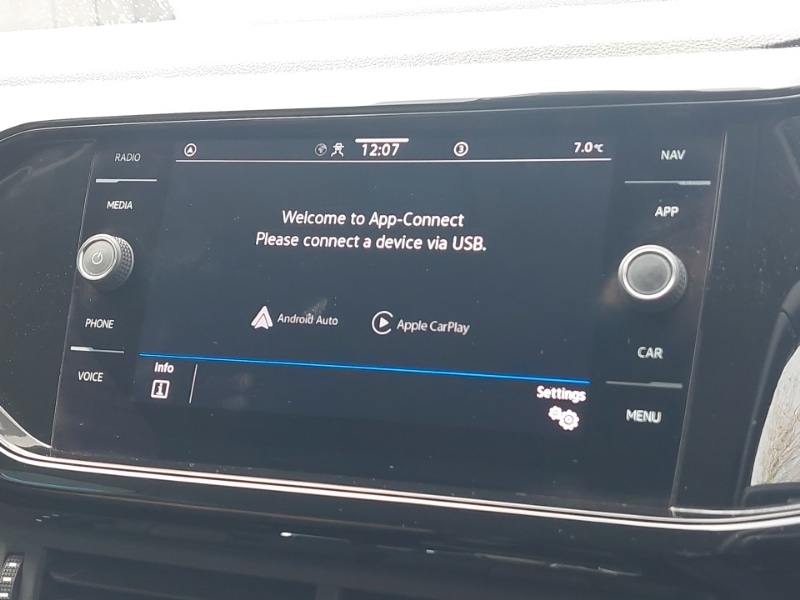 RADIO
MEDIA
PHONE
VOICE
12:07
3
7.0°C
Welcome to App-Connect
Please connect a device via USB.
Android Auto
Apple CarPlay
Info
i
Settings
NAV
APP
CAR
MENU